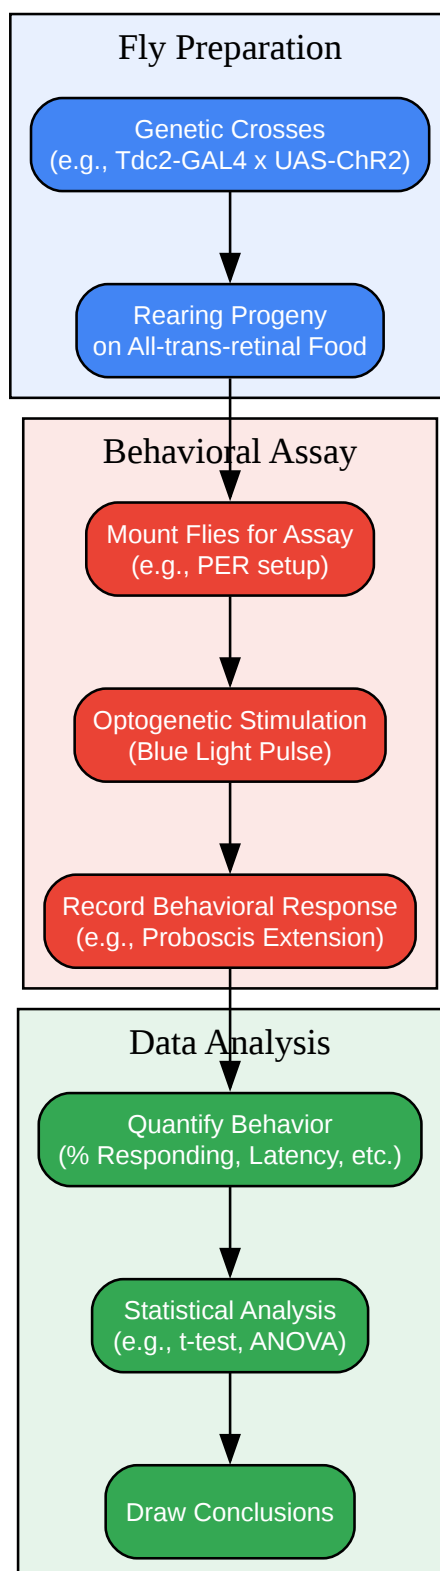 Fly Preparation
Genetic Crosses
(e.g., Tdc2-GAL4 x UAS-ChR2)
Rearing Progeny
on All-trans-retinal Food
Behavioral Assay
Mount Flies for Assay
(e.g., PER setup)
Optogenetic Stimulation
(Blue Light Pulse)
Record Behavioral Response
(e.g., Proboscis Extension)
Data Analysis
Quantify Behavior
(% Responding, Latency, etc.)
Statistical Analysis
(e.g., t-test, ANOVA)
Draw Conclusions